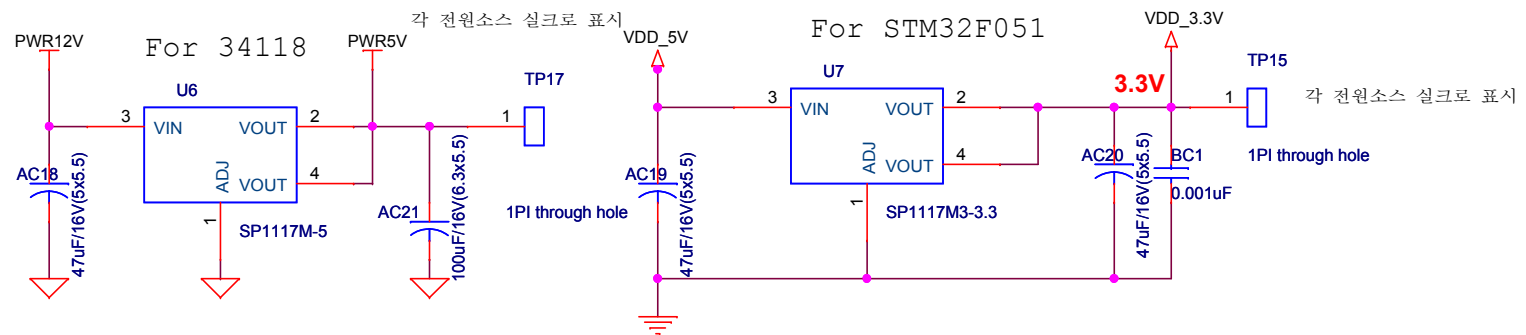 각 전원소스 실크로 표시
PWR12V
For 34118
PWR5V
U6
TP17
3
VIN
VOUT
2
1
ADJ
VOUT
4
AC18
47uF/16V(5x5.5)
1
SP1117M-5
AC21
100uF/16V(6.3x5.5)
1PI through hole
VDD_5V
For STM32F051
VDD_3.3V
U7
3.3V
TP15
3
VIN
VOUT
2
1
각 전원소스 실크로 표시
ADJ
VOUT
4
AC19
47uF/16V(5x5.5)
1
SP1117M3-3.3
AC20
47uF/16V(5x5.5)
BC1
0.001uF
1PI through hole